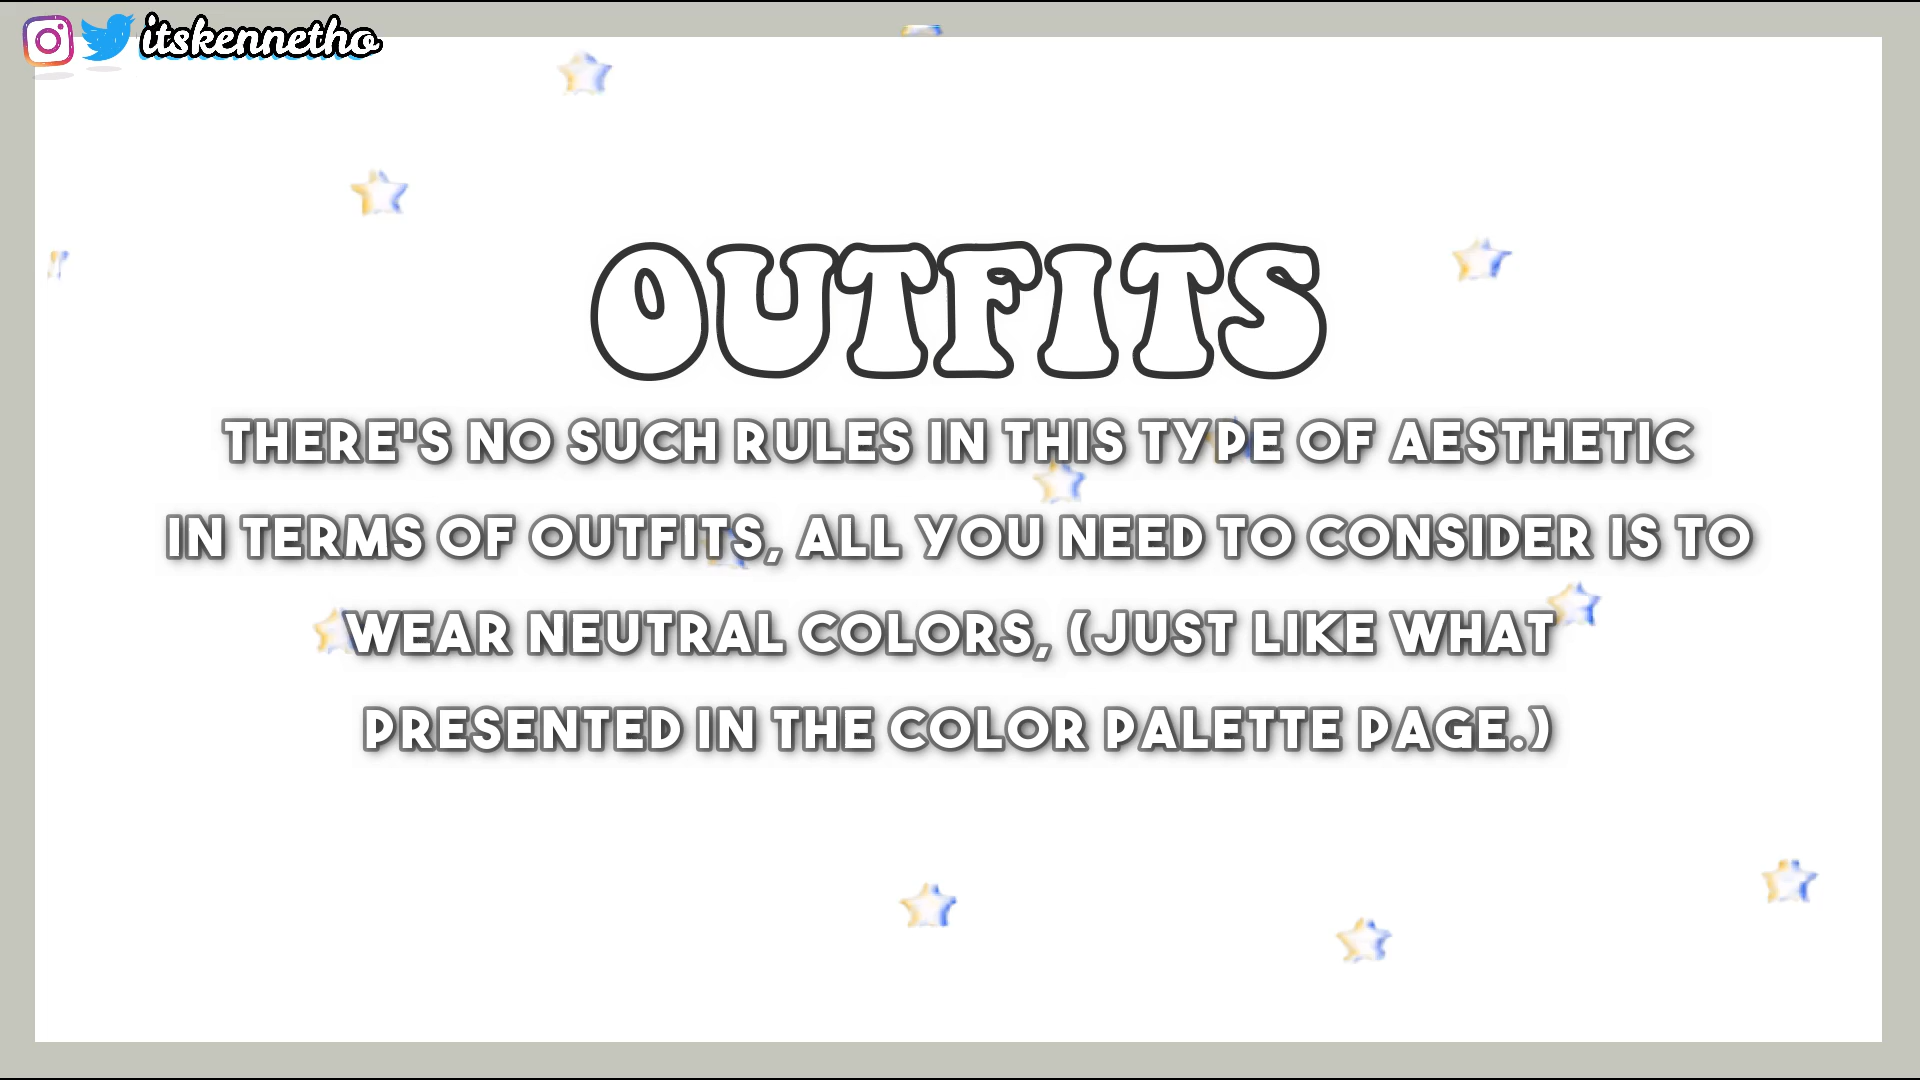 itskennetho
OUTFITS
THERE'S NO SUCH RULES IN THIS TYPE OF AESTHETIC
IN TERMS OF OUTFITS, ALL YOU NEED TO CONSIDER IS TO
WEAR NEUTRAL COLORS, (JUST LIKE WHAT
PRESENTED IN THE COLOR PALETTE PAGE.)